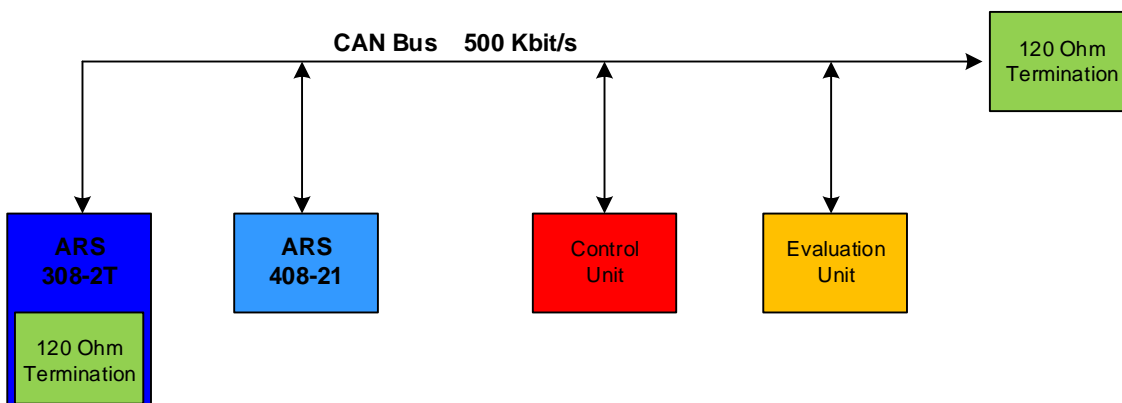 CAN Bus 500 Kbit/s
120 Ohm
Termination
ARS
308-2T
120 Ohm
Termination
ARS
408-21
Control
Unit
Evaluation
Unit